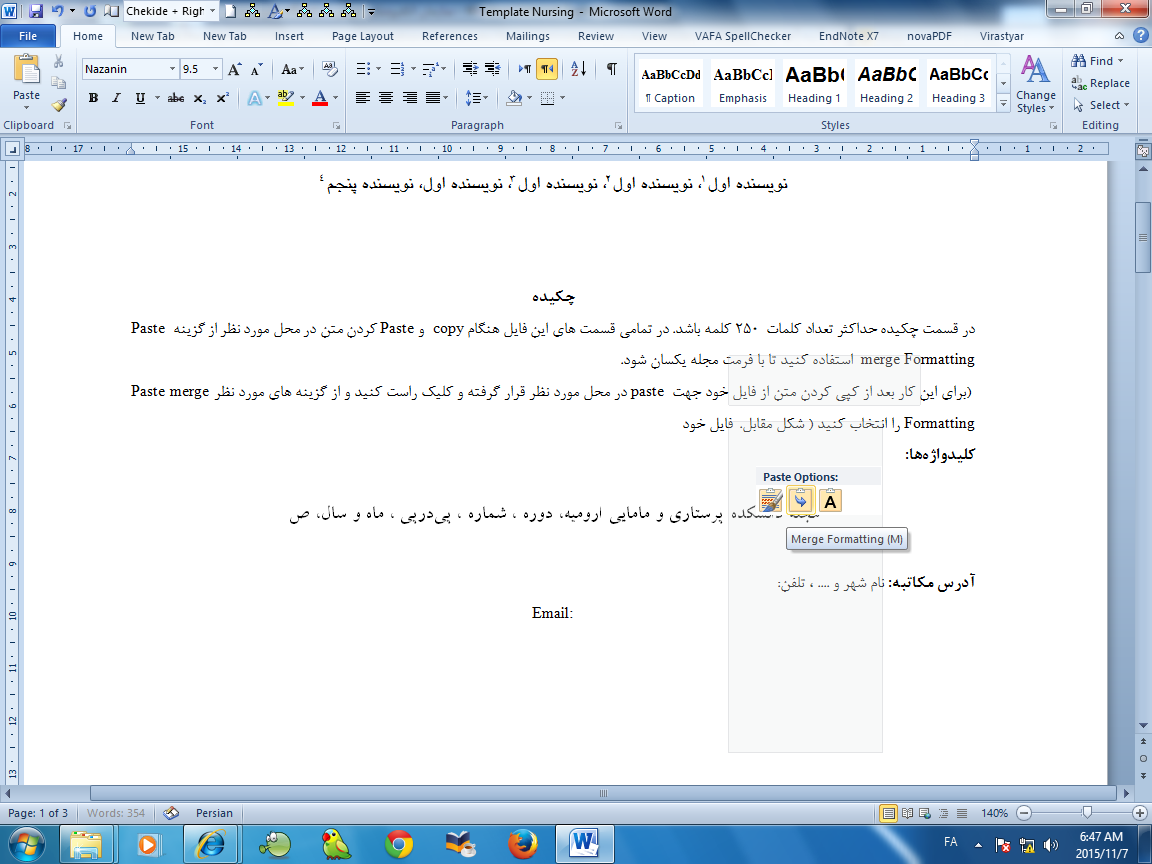 Chekide + Righ
Template Nursing - Microsoft Word
File Home New Tab New Tab Insert Page Layout References Mailings Review View VAFA SpellChecker EndNote X7 novaPDF Virastyar
Paste
Nazanin 9.5
AaBbCcDd AaBbCcI AaBb( AaBbC AaBbCc
¶ Caption Emphasis Heading 1 Heading 2 Heading 3
Change Styles
Find
Replace
Select
Clipboard Font Paragraph Styles Editing
نویسنده اول۱، نویسنده اول۲، نویسنده اول۳، نویسنده اول، نویسنده پنجم۴
چکیده
در قسمت چکیده حداکثر تعداد کلمات ۲۵۰ کلمه باشد. در تمامی قسمت های این فایل هنگام copy و Paste کردن متن در محل مورد نظر از گزینه Paste
merge Formatting استفاده کنید تا با فرمت مجله یکسان شود.
(برای این کار بعد از کپی کردن متن از فایل خود جهت paste در محل مورد نظر قرار گرفته و کلیک راست کنید و از گزینه های مورد نظر Paste merge
Formatting را انتخاب کنید ( شکل مقابل. فایل خود
کلیدواژه‌ها:
Paste Options:
دانشکده پرستاری و مامایی ارومیه، دوره ، شماره ، پی‌درپی ، ماه و سال، ص
Merge Formatting (M)
آدرس مکاتبه: نام شهر و .... ، تلفن:
Email:
Page: 1 of 3 Words: 354 Persian 140%
FA
6:47 AM
2015/11/7